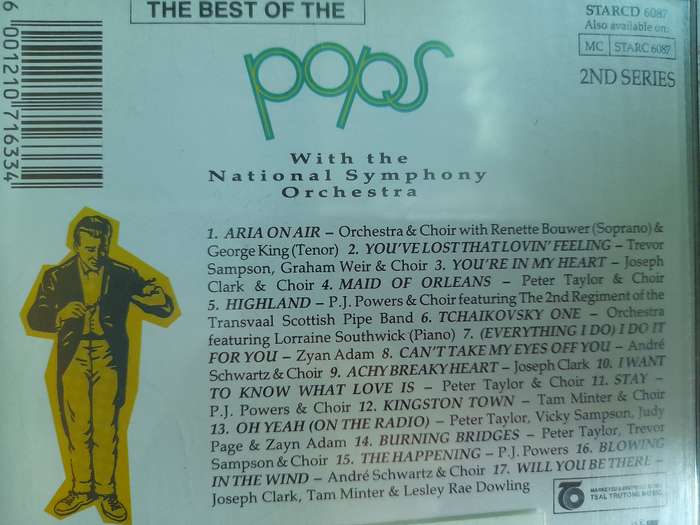 THE BEST OF THE
pops
With the
National Symphony
Orchestra
STARCD 6087
Also available on:
MC STARC 6087
2ND SERIES
6 001210 716334
1. ARIA ON AIR – Orchestra & Choir with Renette Bouwer (Soprano) &
George King (Tenor) 2. YOU'VE LOST THAT LOVIN' FEELING – Trevor
Sampson, Graham Weir & Choir 3. YOU'RE IN MY HEART – Joseph
Clark & Choir 4. MAID OF ORLEANS – Peter Taylor & Choir
5. HIGHLAND – P.J. Powers & Choir featuring The 2nd Regiment of the
Transvaal Scottish Pipe Band 6. TCHAIKOVSKY ONE – Orchestra
featuring Lorraine Southwick (Piano) 7. (EVERYTHING I DO) I DO IT
FOR YOU – Zyan Adam 8. CAN'T TAKE MY EYES OFF YOU – André
Schwartz & Choir 9. ACHY BREAKY HEART – Joseph Clark 10. I WANT
TO KNOW WHAT LOVE IS – Peter Taylor & Choir 11. STAY –
P.J. Powers & Choir 12. KINGSTON TOWN – Tam Minter & Choir
13. OH YEAH (ON THE RADIO) – Peter Taylor, Vicky Sampson, Judy
Page & Zayn Adam 14. BURNING BRIDGES – Peter Taylor, Trevor
Sampson & Choir 15. THE HAPPENING – P.J. Powers 16. BLOWING
IN THE WIND – André Schwartz & Choir 17. WILL YOU BE THERE –
Joseph Clark, Tam Minter & Lesley Rae Dowling